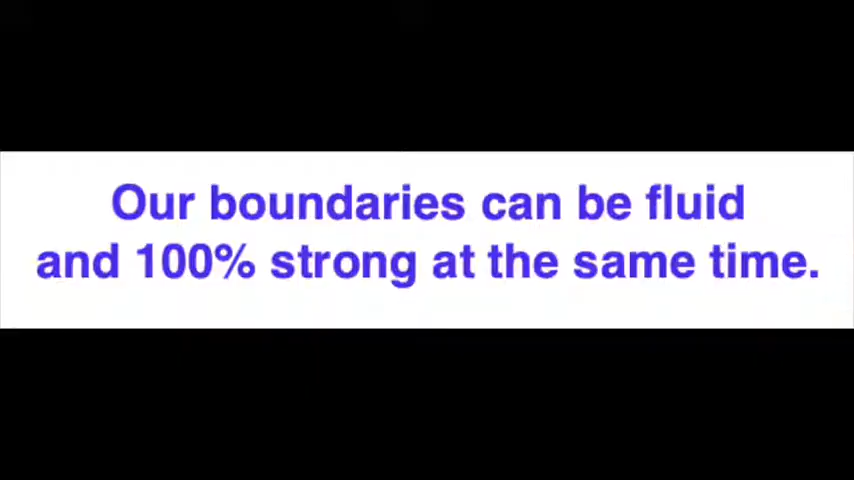 Our boundaries can be fluid
and 100% strong at the same time.